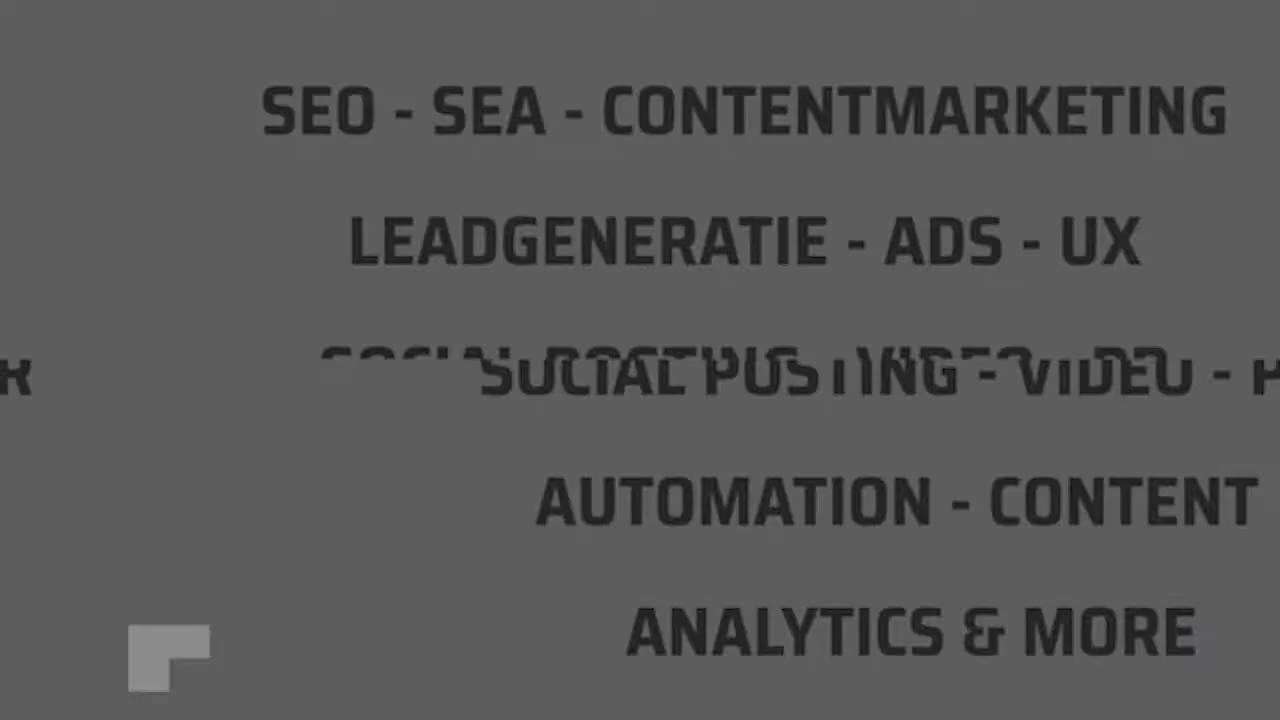 SEO - SEA - CONTENTMARKETING
LEADGENERATIE - ADS - UX
SOCIAL POSTING - VIDEO -
AUTOMATION - CONTENT
ANALYTICS & MORE